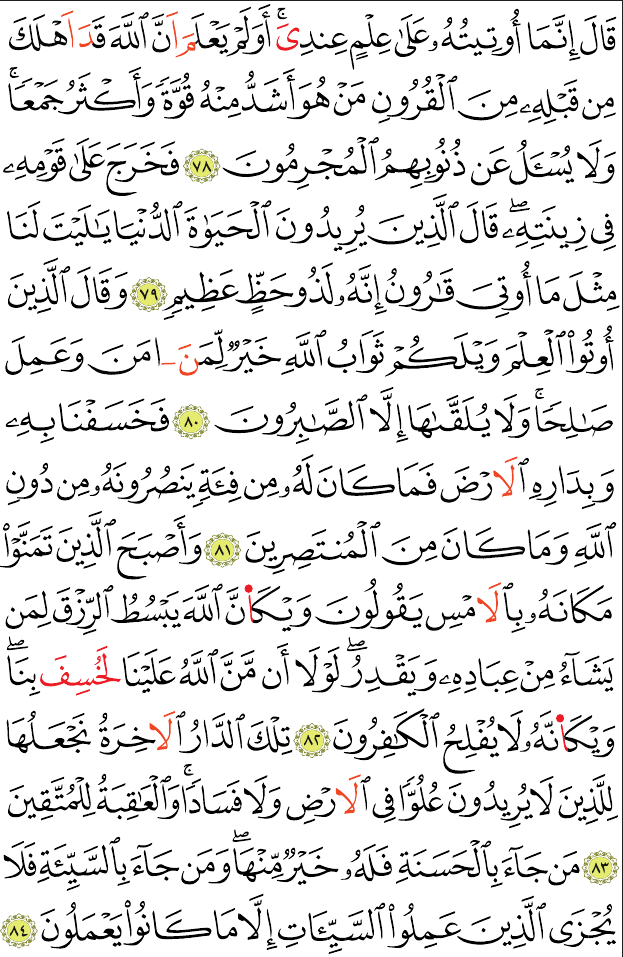 قَالَ إِنَّمَا أُوتِيتُهُۥ عَلَىٰ عِلْمٍ عِندِىَۚ أَوَلَمْ يَعْلَمَ اَنَّ ٱللَّهَ قَدَ اَهْلَكَ
مِن قَبْلِهِۦ مِنَ ٱلْقُرُونِ مَنْ هُوَ أَشَدُّ مِنْهُ قُوَّةً وَأَكْثَرُ جَمْعًاۚ
وَلَا يُسْـَٔلُ عَن ذُنُوبِهِمُ ٱلْمُجْرِمُونَ ٧٨ فَخَرَجَ عَلَىٰ قَوْمِهِۦ
فِى زِينَتِهِۦۖ قَالَ ٱلَّذِينَ يُرِيدُونَ ٱلْحَيَوٰةَ ٱلدُّنْيَا يَٰلَيْتَ لَنَا
مِثْلَ مَا أُوتِىَ قَٰرُونُ إِنَّهُۥ لَذُو حَظٍّ عَظِيمٍ ٧٩ وَقَالَ ٱلَّذِينَ
أُوتُوا۟ ٱلْعِلْمَ وَيْلَكُمْ ثَوَابُ ٱللَّهِ خَيْرٌ لِّمَنَ ـ امَنَ وَعَمِلَ
صَٰلِحًاۚ وَلَا يُلَقَّىٰهَا إِلَّا ٱلصَّٰبِرُونَ ٨٠ فَخَسَفْنَا بِهِۦ
وَبِدَارِهِ ٱلَارْضَ فَمَا كَانَ لَهُۥ مِن فِئَةٍ يَنصُرُونَهُۥ مِن دُونِ
ٱللَّهِ وَمَا كَانَ مِنَ ٱلْمُنتَصِرِينَ ٨١ وَأَصْبَحَ ٱلَّذِينَ تَمَنَّوْا۟
مَكَانَهُۥ بِٱلَامْسِ يَقُولُونَ وَيْكَأَنَّ ٱللَّهَ يَبْسُطُ ٱلرِّزْقَ لِمَن
يَشَآءُ مِنْ عِبَادِهِۦ وَيَقْدِرُۖ لَوْلَا أَن مَّنَّ ٱللَّهُ عَلَيْنَا لَخُسِفَ بِنَاۖ
وَيْكَأَنَّهُۥ لَا يُفْلِحُ ٱلْكَٰفِرُونَ ٨٢ تِلْكَ ٱلدَّارُ ٱلَاخِرَةُ نَجْعَلُهَا
لِلَّذِينَ لَا يُرِيدُونَ عُلُوًّا فِى ٱلَارْضِ وَلَا فَسَادًاۚ وَٱلْعَٰقِبَةُ لِلْمُتَّقِينَ
٨٣ مَن جَآءَ بِٱلْحَسَنَةِ فَلَهُۥ خَيْرٌ مِّنْهَاۖ وَمَن جَآءَ بِٱلسَّيِّئَةِ فَلَا
يُجْزَى ٱلَّذِينَ عَمِلُوا۟ ٱلسَّيِّـَٔاتِ إِلَّا مَا كَانُوا۟ يَعْمَلُونَ ٨٤